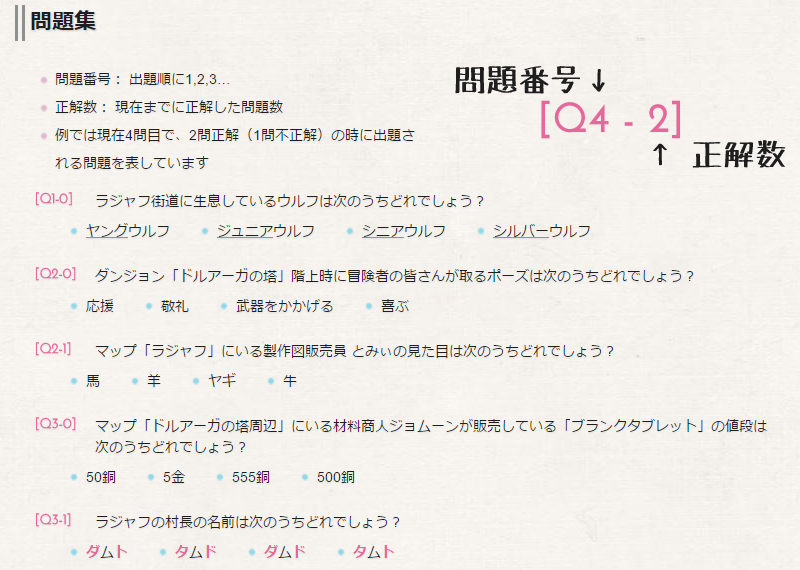 問題集
問題番号： 出題順に1,2,3…
正解数： 現在までに正解した問題数
例では現在4問目で、2問正解（1問不正解）の時に出題さ
れる問題を表しています
問題番号↓
[Q4 - 2]
↑ 正解数
[Q1-0] ラジャフ街道に生息しているウルフは次のうちどれでしょう？
ヤングウルフ ジュニアウルフ シニアウルフ シルバーウルフ
[Q2-0] ダンジョン「ドルアーガの塔」階上時に冒険者の皆さんが取るポーズは次のうちどれでしょう？
応援 敬礼 武器をかかげる 喜ぶ
[Q2-1] マップ「ラジャフ」にいる製作図販売員 とみぃの見た目は次のうちどれでしょう？
馬 羊 ヤギ 牛
[Q3-0] マップ「ドルアーガの塔周辺」にいる材料商人ジョムーンが販売している「ブランクタブレット」の値段は
次のうちどれでしょう？
50銅 5金 555銅 500銅
[Q3-1] ラジャフの村長の名前は次のうちどれでしょう？
ダムト タムド ダムド タムト